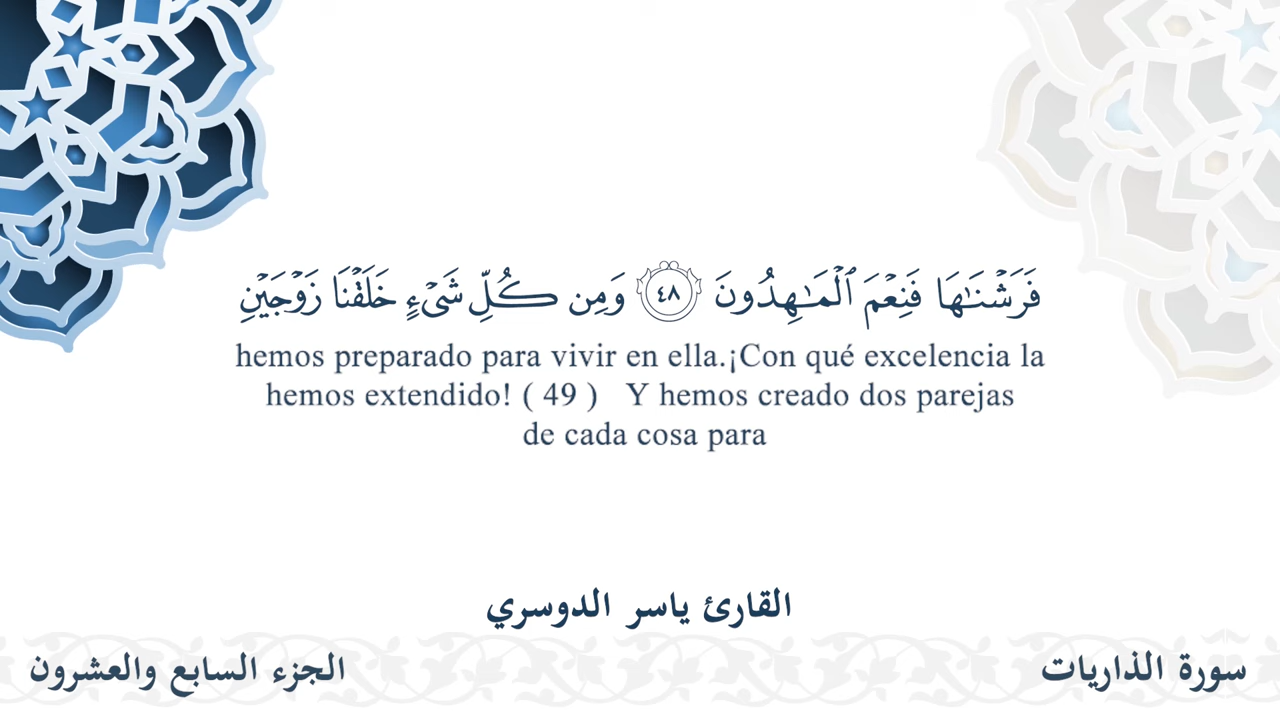 فَرَشْنَـٰهَا فَنِعْمَ ٱلْمَـٰهِدُونَ ٤٨ وَمِن كُلِّ شَىْءٍ خَلَقْنَا زَوْجَيْنِ
hemos preparado para vivir en ella.¡Con qué excelencia la
hemos extendido! ( 49 ) Y hemos creado dos parejas
de cada cosa para
القارئ ياسر الدوسري
سورة الذاريات
الجزء السابع والعشرون